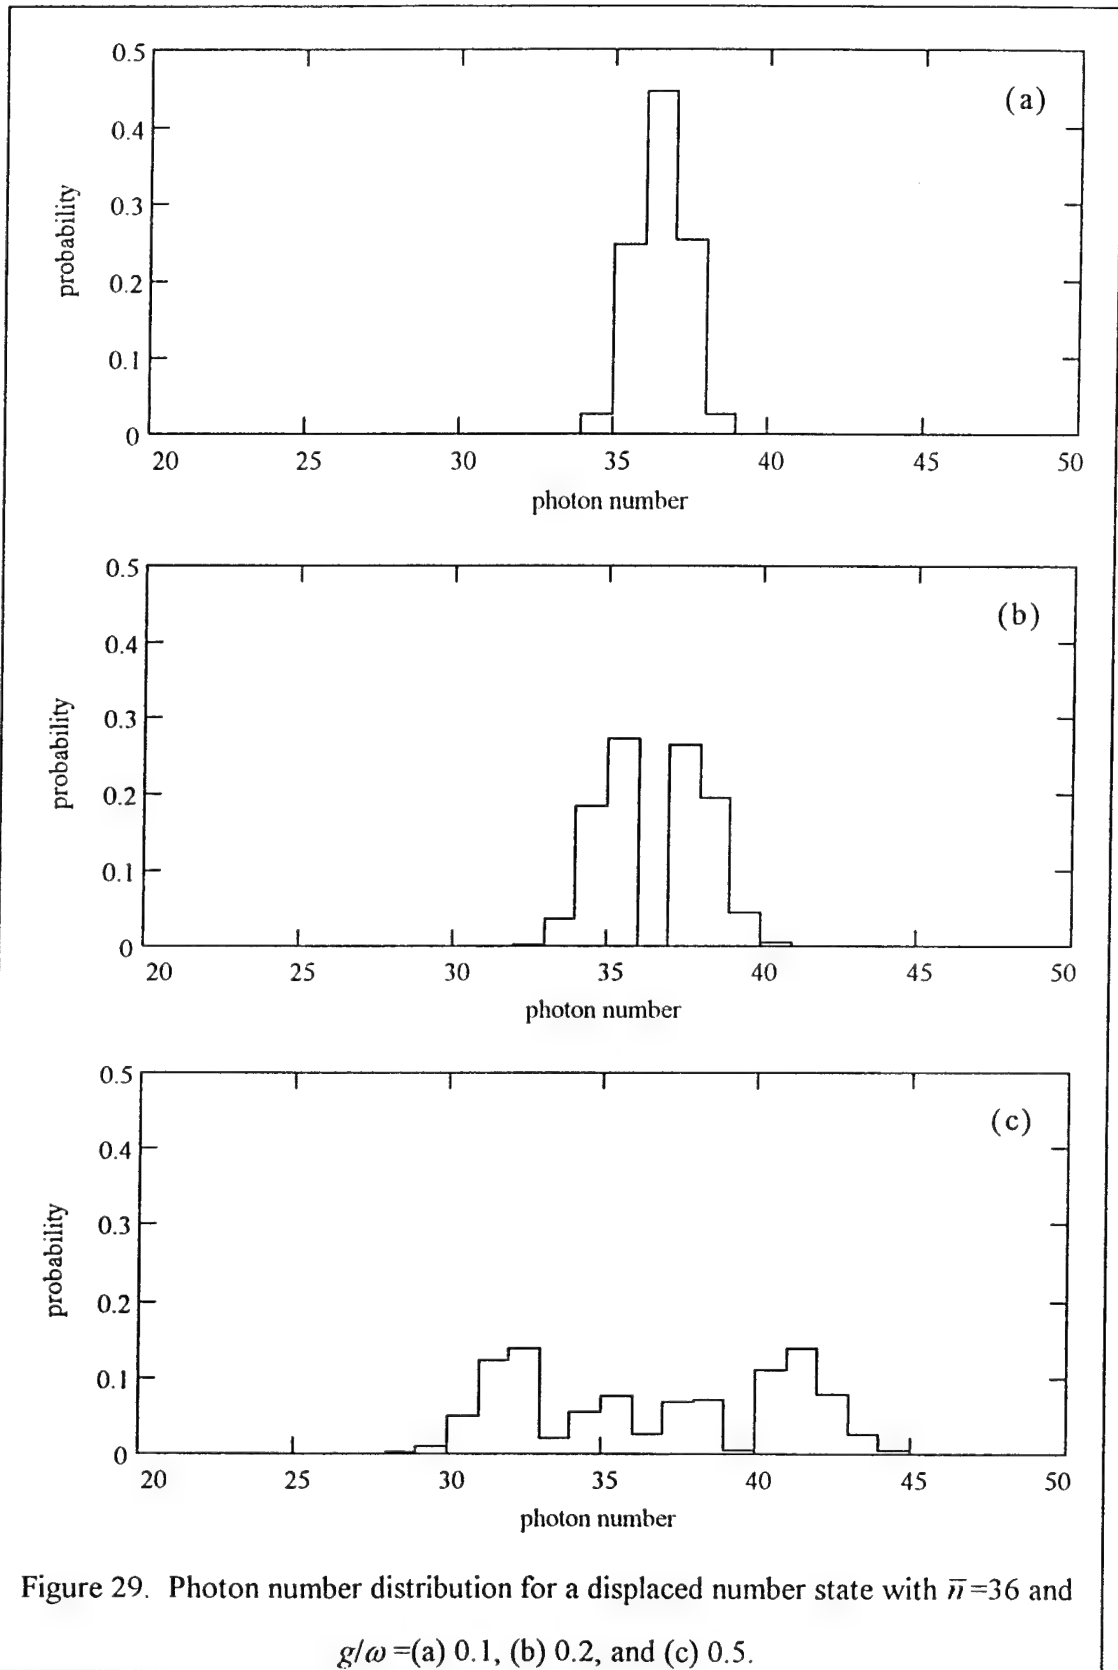 0.5
(a)
0.4
0.3
probability
0.2
0.1
0
20 25 30 35 40 45 50
photon number
0.5
(b)
0.4
0.3
probability
0.2
0.1
0
20 25 30 35 40 45 50
photon number
0.5
(c)
0.4
0.3
probability
0.2
0.1
0
20 25 30 35 40 45 50
photon number
Figure 29. Photon number distribution for a displaced number state with n̄=36 and
g/ω =(a) 0.1, (b) 0.2, and (c) 0.5.